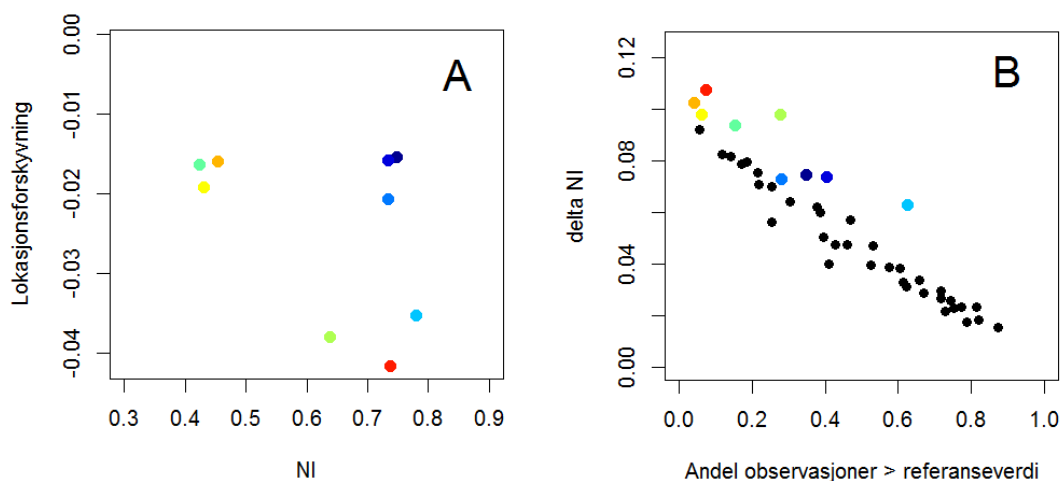 A
Lokasjonsforskyvning
0.00
-0.01
-0.02
-0.03
-0.04
0.3 0.4 0.5 0.6 0.7 0.8 0.9
NI
B
delta NI
0.12
0.08
0.04
0.00
0.0 0.2 0.4 0.6 0.8 1.0
Andel observasjoner > referanseverdi